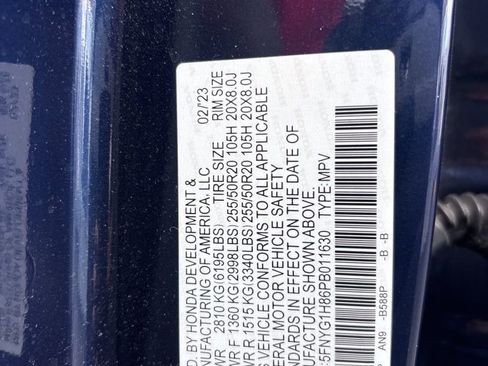 D. BY HONDA DEVELOPMENT &
NUFACTURING OF AMERICA, LLC 02/23
WR 2810 KG (6195LBS) TIRE SIZE RIM SIZE
WR F 1360 KG (2998LBS) 255/50R20 105H 20X8.0J
WR R 1515 KG (3340LBS) 255/50R20 105H 20X8.0J
S VEHICLE CONFORMS TO ALL APPLICABLE
ERAL MOTOR VEHICLE SAFETY
NDARDS IN EFFECT ON THE DATE OF
UFACTURE SHOWN ABOVE.
5FNYG1H86PB011630 TYPE:MPV
AN9 -B588P -B -B